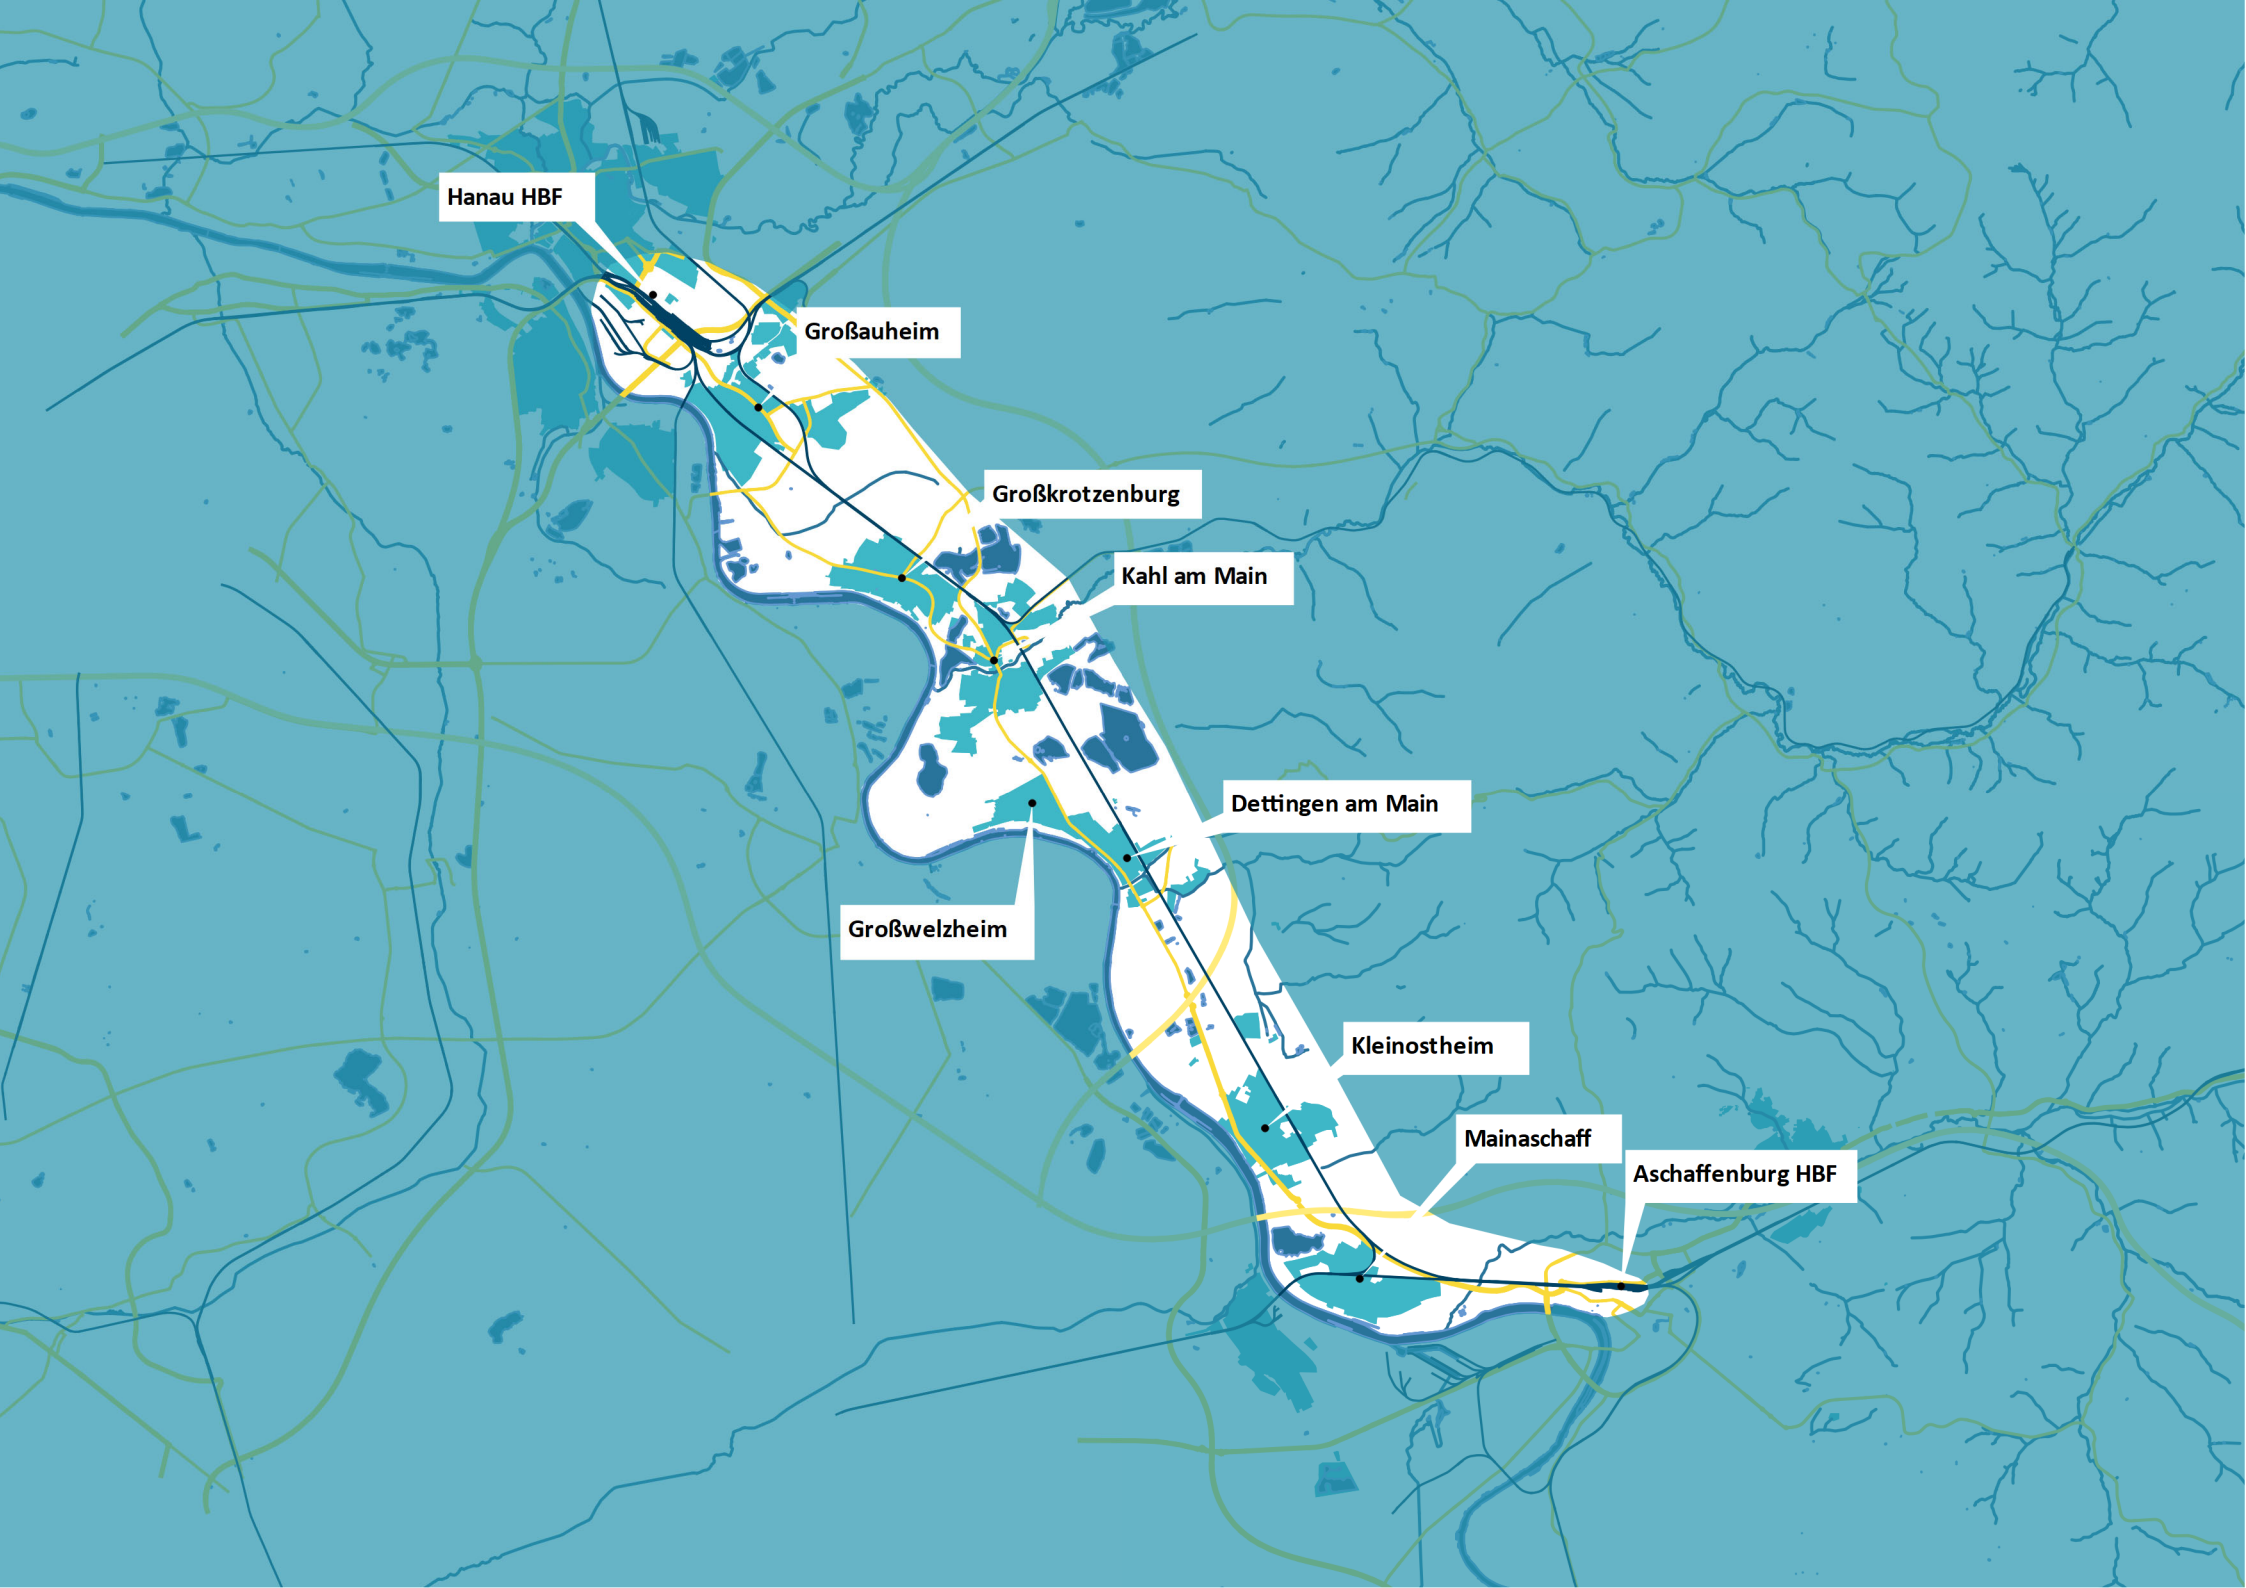 Hanau HBF
Großauheim
Großkrotzenburg
Kahl am Main
Dettingen am Main
Großwelzheim
Kleinostheim
Mainaschaff
Aschaffenburg HBF